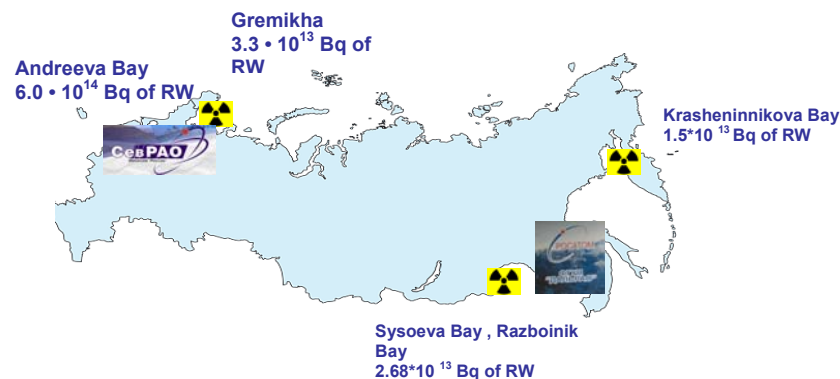 Gremikha
3.3 • 10¹³ Bq of
RW
Andreeva Bay
6.0 • 10¹⁴ Bq of RW
СевРАО
Krasheninnikova Bay
1.5*10 ¹³ Bq of RW
РОСАТОМ
Sysoeva Bay , Razboinik
Bay
2.68*10 ¹³ Bq of RW